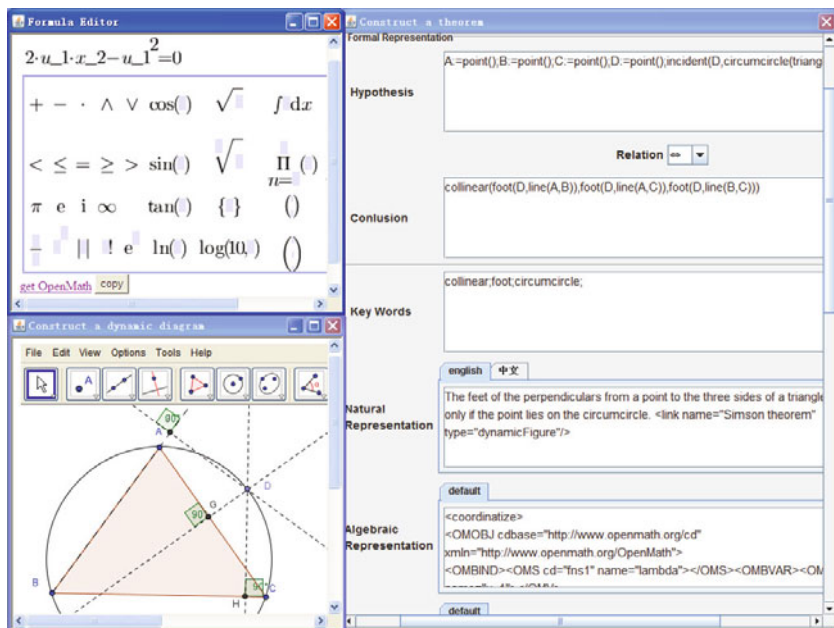 Formula Editor
2·u_1·x_2−u_1²=0
+ − · ∧ ∨ cos() √ ∫ dx
< ≤ = ≥ > sin() √ Π ()
n=
π e i ∞ tan() {} ()
− || ! e ln() log(10,) ()
get OpenMath copy
Construct a dynamic diagram
File Edit View Options Tools Help
A
90°
A
D
G
90°
B
90°
C
H
Construct a theorem
Formal Representation
Hypothesis
A:=point();B:=point();C:=point();D:=point();incident(D,circumcircle(triang
Relation ⇔
Conlusion
collinear(foot(D,line(A,B)),foot(D,line(A,C)),foot(D,line(B,C)))
Key Words
collinear;foot;circumcircle;
english 中文
Natural Representation
The feet of the perpendiculars from a point to the three sides of a triangle
only if the point lies on the circumcircle. <link name="Simson theorem"
type="dynamicFigure"/>
default
Algebraic Representation
<coordinatize>
<OMOBJ cdbase="http://www.openmath.org/cd"
xmln="http://www.openmath.org/OpenMath">
<OMBIND><OMS cd="fns1" name="lambda"></OMS><OMBVAR><OM
default